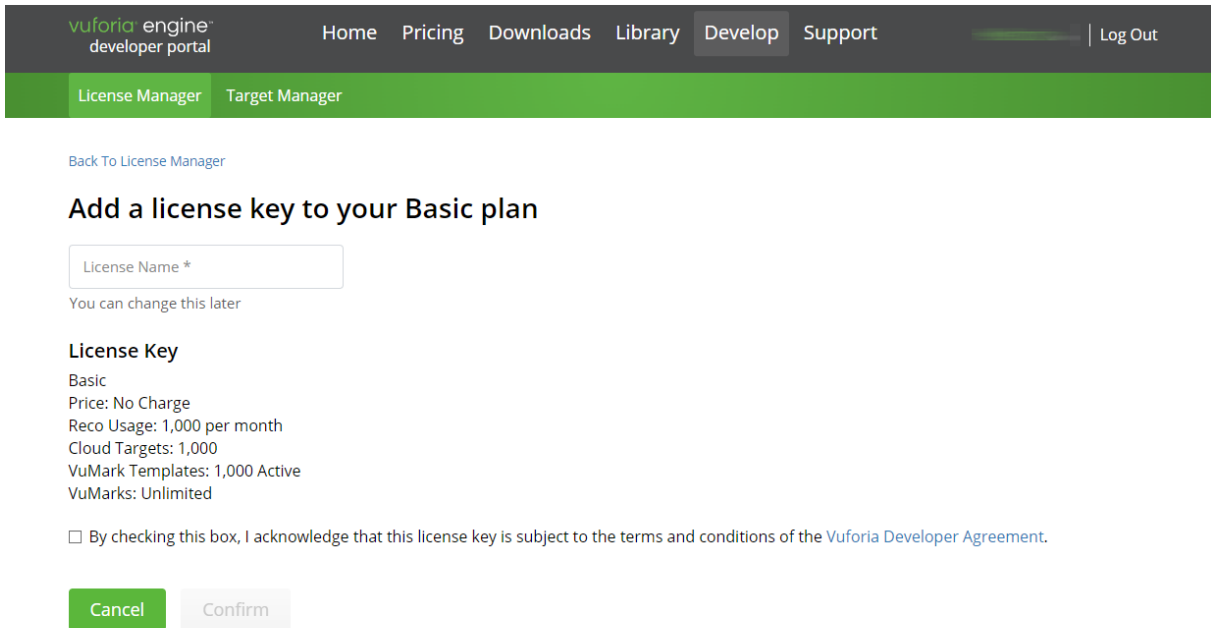 vuforia engine™
developer portal
Home Pricing Downloads Library Develop Support
Log Out
License Manager Target Manager
Back To License Manager
Add a license key to your Basic plan
License Name *
You can change this later
License Key
Basic
Price: No Charge
Reco Usage: 1,000 per month
Cloud Targets: 1,000
VuMark Templates: 1,000 Active
VuMarks: Unlimited
By checking this box, I acknowledge that this license key is subject to the terms and conditions of the Vuforia Developer Agreement.
Cancel Confirm